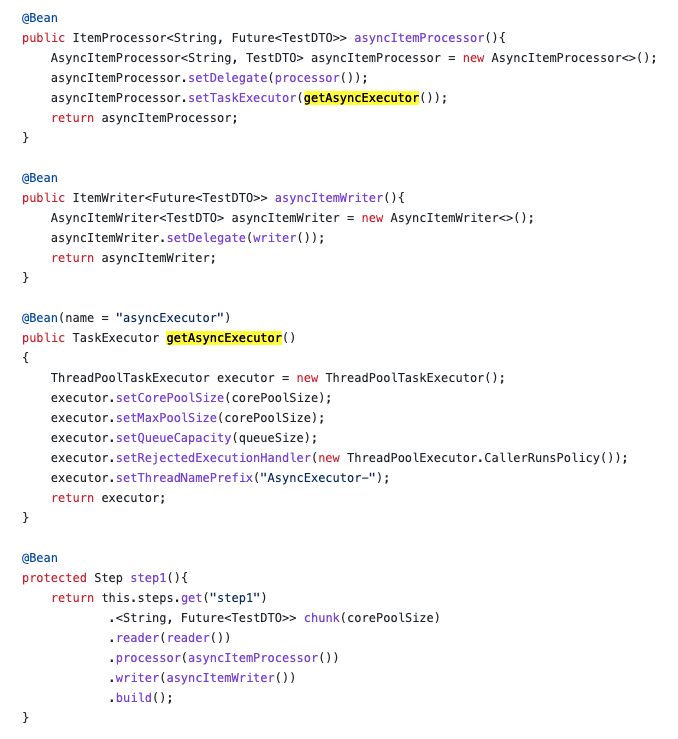 @Bean
public ItemProcessor<String, Future<TestDTO>> asyncItemProcessor(){
    AsyncItemProcessor<String, TestDTO> asyncItemProcessor = new AsyncItemProcessor<>();
    asyncItemProcessor.setDelegate(processor());
    asyncItemProcessor.setTaskExecutor(getAsyncExecutor());
    return asyncItemProcessor;
}

@Bean
public ItemWriter<Future<TestDTO>> asyncItemWriter(){
    AsyncItemWriter<TestDTO> asyncItemWriter = new AsyncItemWriter<>();
    asyncItemWriter.setDelegate(writer());
    return asyncItemWriter;
}

@Bean(name = "asyncExecutor")
public TaskExecutor getAsyncExecutor()
{
    ThreadPoolTaskExecutor executor = new ThreadPoolTaskExecutor();
    executor.setCorePoolSize(corePoolSize);
    executor.setMaxPoolSize(corePoolSize);
    executor.setQueueCapacity(queueSize);
    executor.setRejectedExecutionHandler(new ThreadPoolExecutor.CallerRunsPolicy());
    executor.setThreadNamePrefix("AsyncExecutor-");
    return executor;
}

@Bean
protected Step step1(){
    return this.steps.get("step1")
            .<String, Future<TestDTO>> chunk(corePoolSize)
            .reader(reader())
            .processor(asyncItemProcessor())
            .writer(asyncItemWriter())
            .build();
}